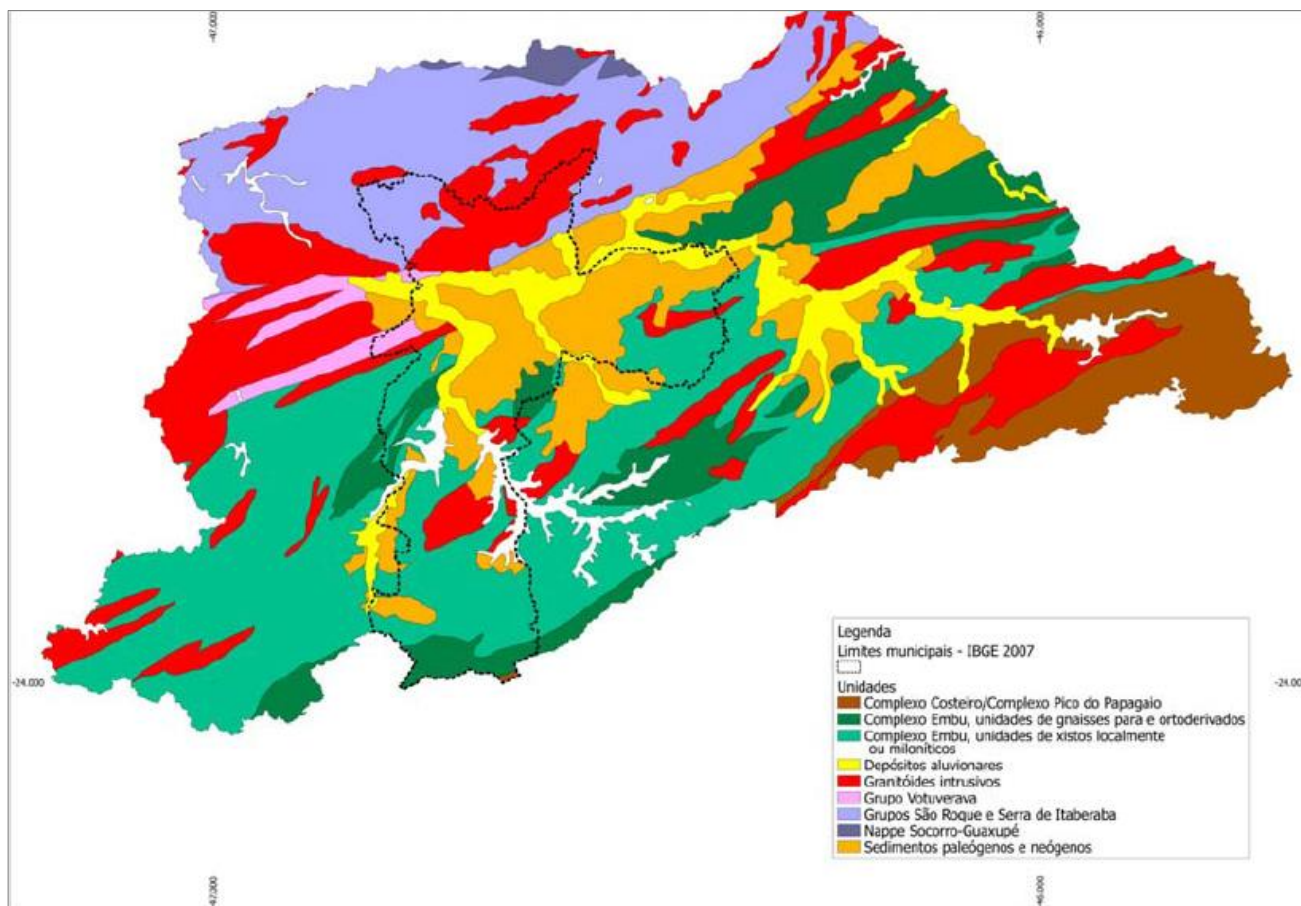 -47.000
-46.000
-24.000
-24.00
Legenda
Limites municipais - IBGE 2007
Unidades
Complexo Costeiro/Complexo Pico do Papagaio
Complexo Embu, unidades de gnaisses para e ortoderivados
Complexo Embu, unidades de xistos localmente
ou miloníticos
Depósitos aluvionares
Granitóides intrusivos
Grupo Votuverava
Grupos São Roque e Serra de Itaberaba
Nappe Socorro-Guaxupé
Sedimentos paleógenos e neógenos
-47.000
-46.000